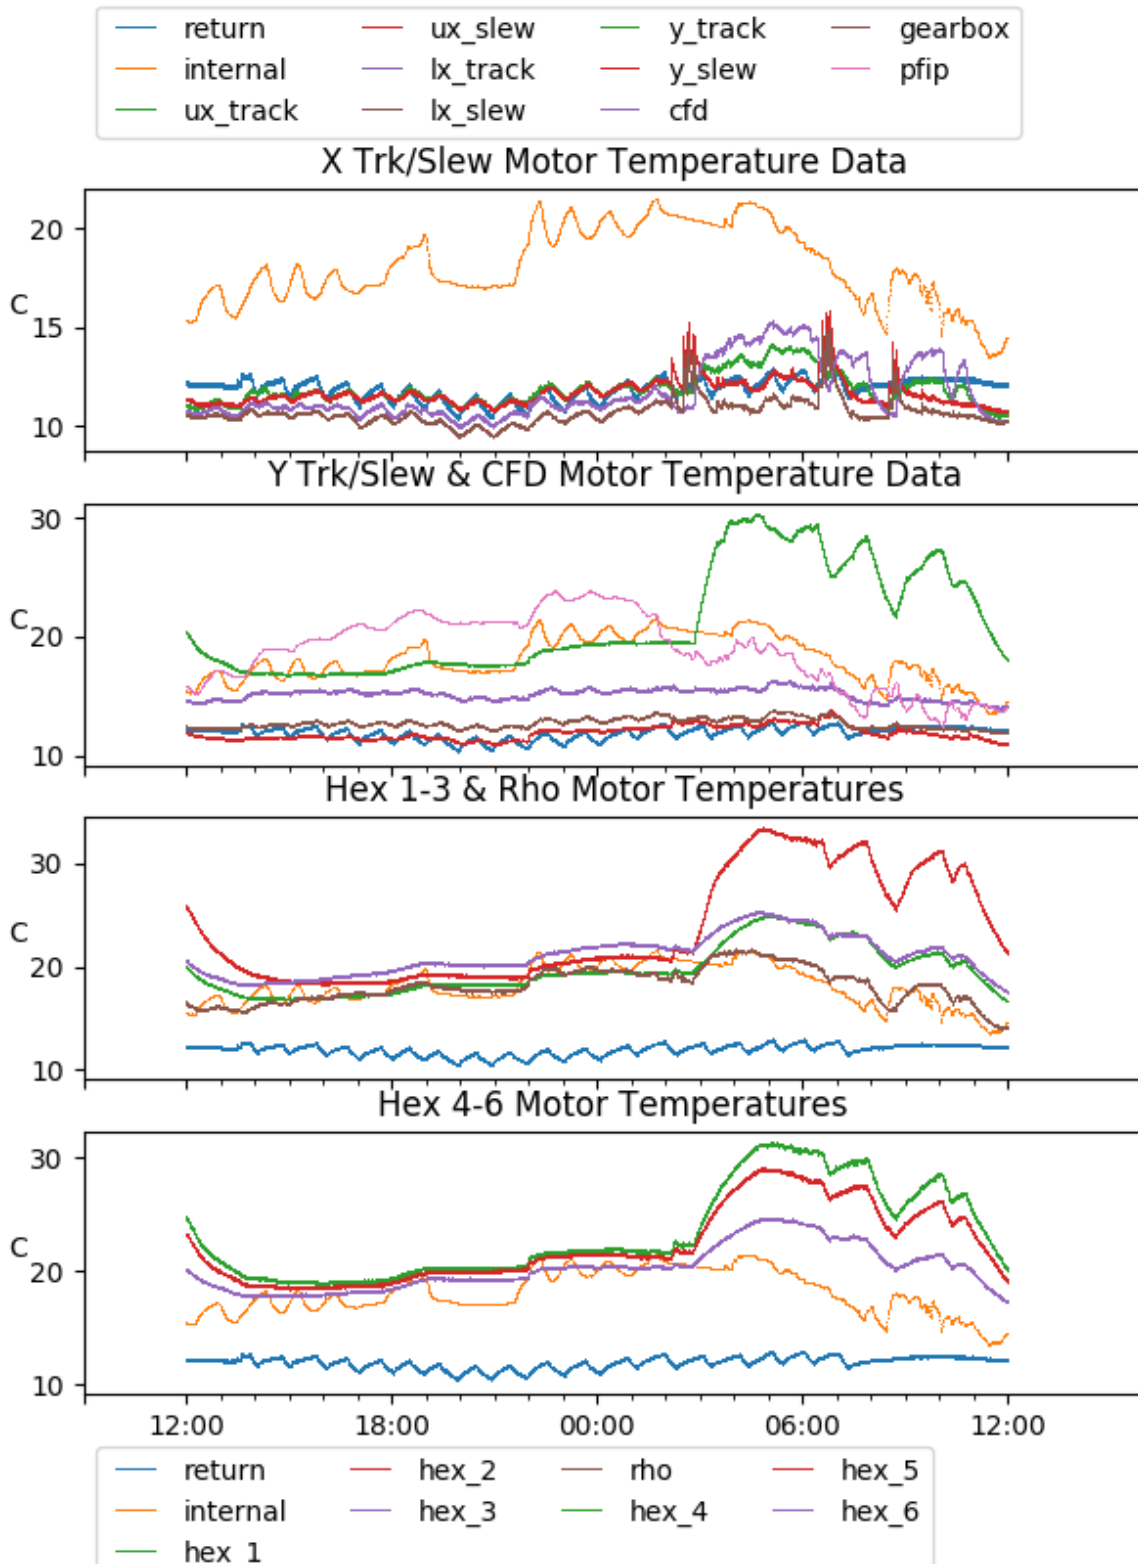 return ux_slew y_track gearbox
internal lx_track y_slew pfip
ux_track lx_slew cfd
X Trk/Slew Motor Temperature Data
20
C
15
10
Y Trk/Slew & CFD Motor Temperature Data
30
C
20
10
Hex 1-3 & Rho Motor Temperatures
30
C
20
10
Hex 4-6 Motor Temperatures
30
C
20
10
12:00 18:00 00:00 06:00 12:00
return hex_2 rho hex_5
internal hex_3 hex_4 hex_6
hex_1